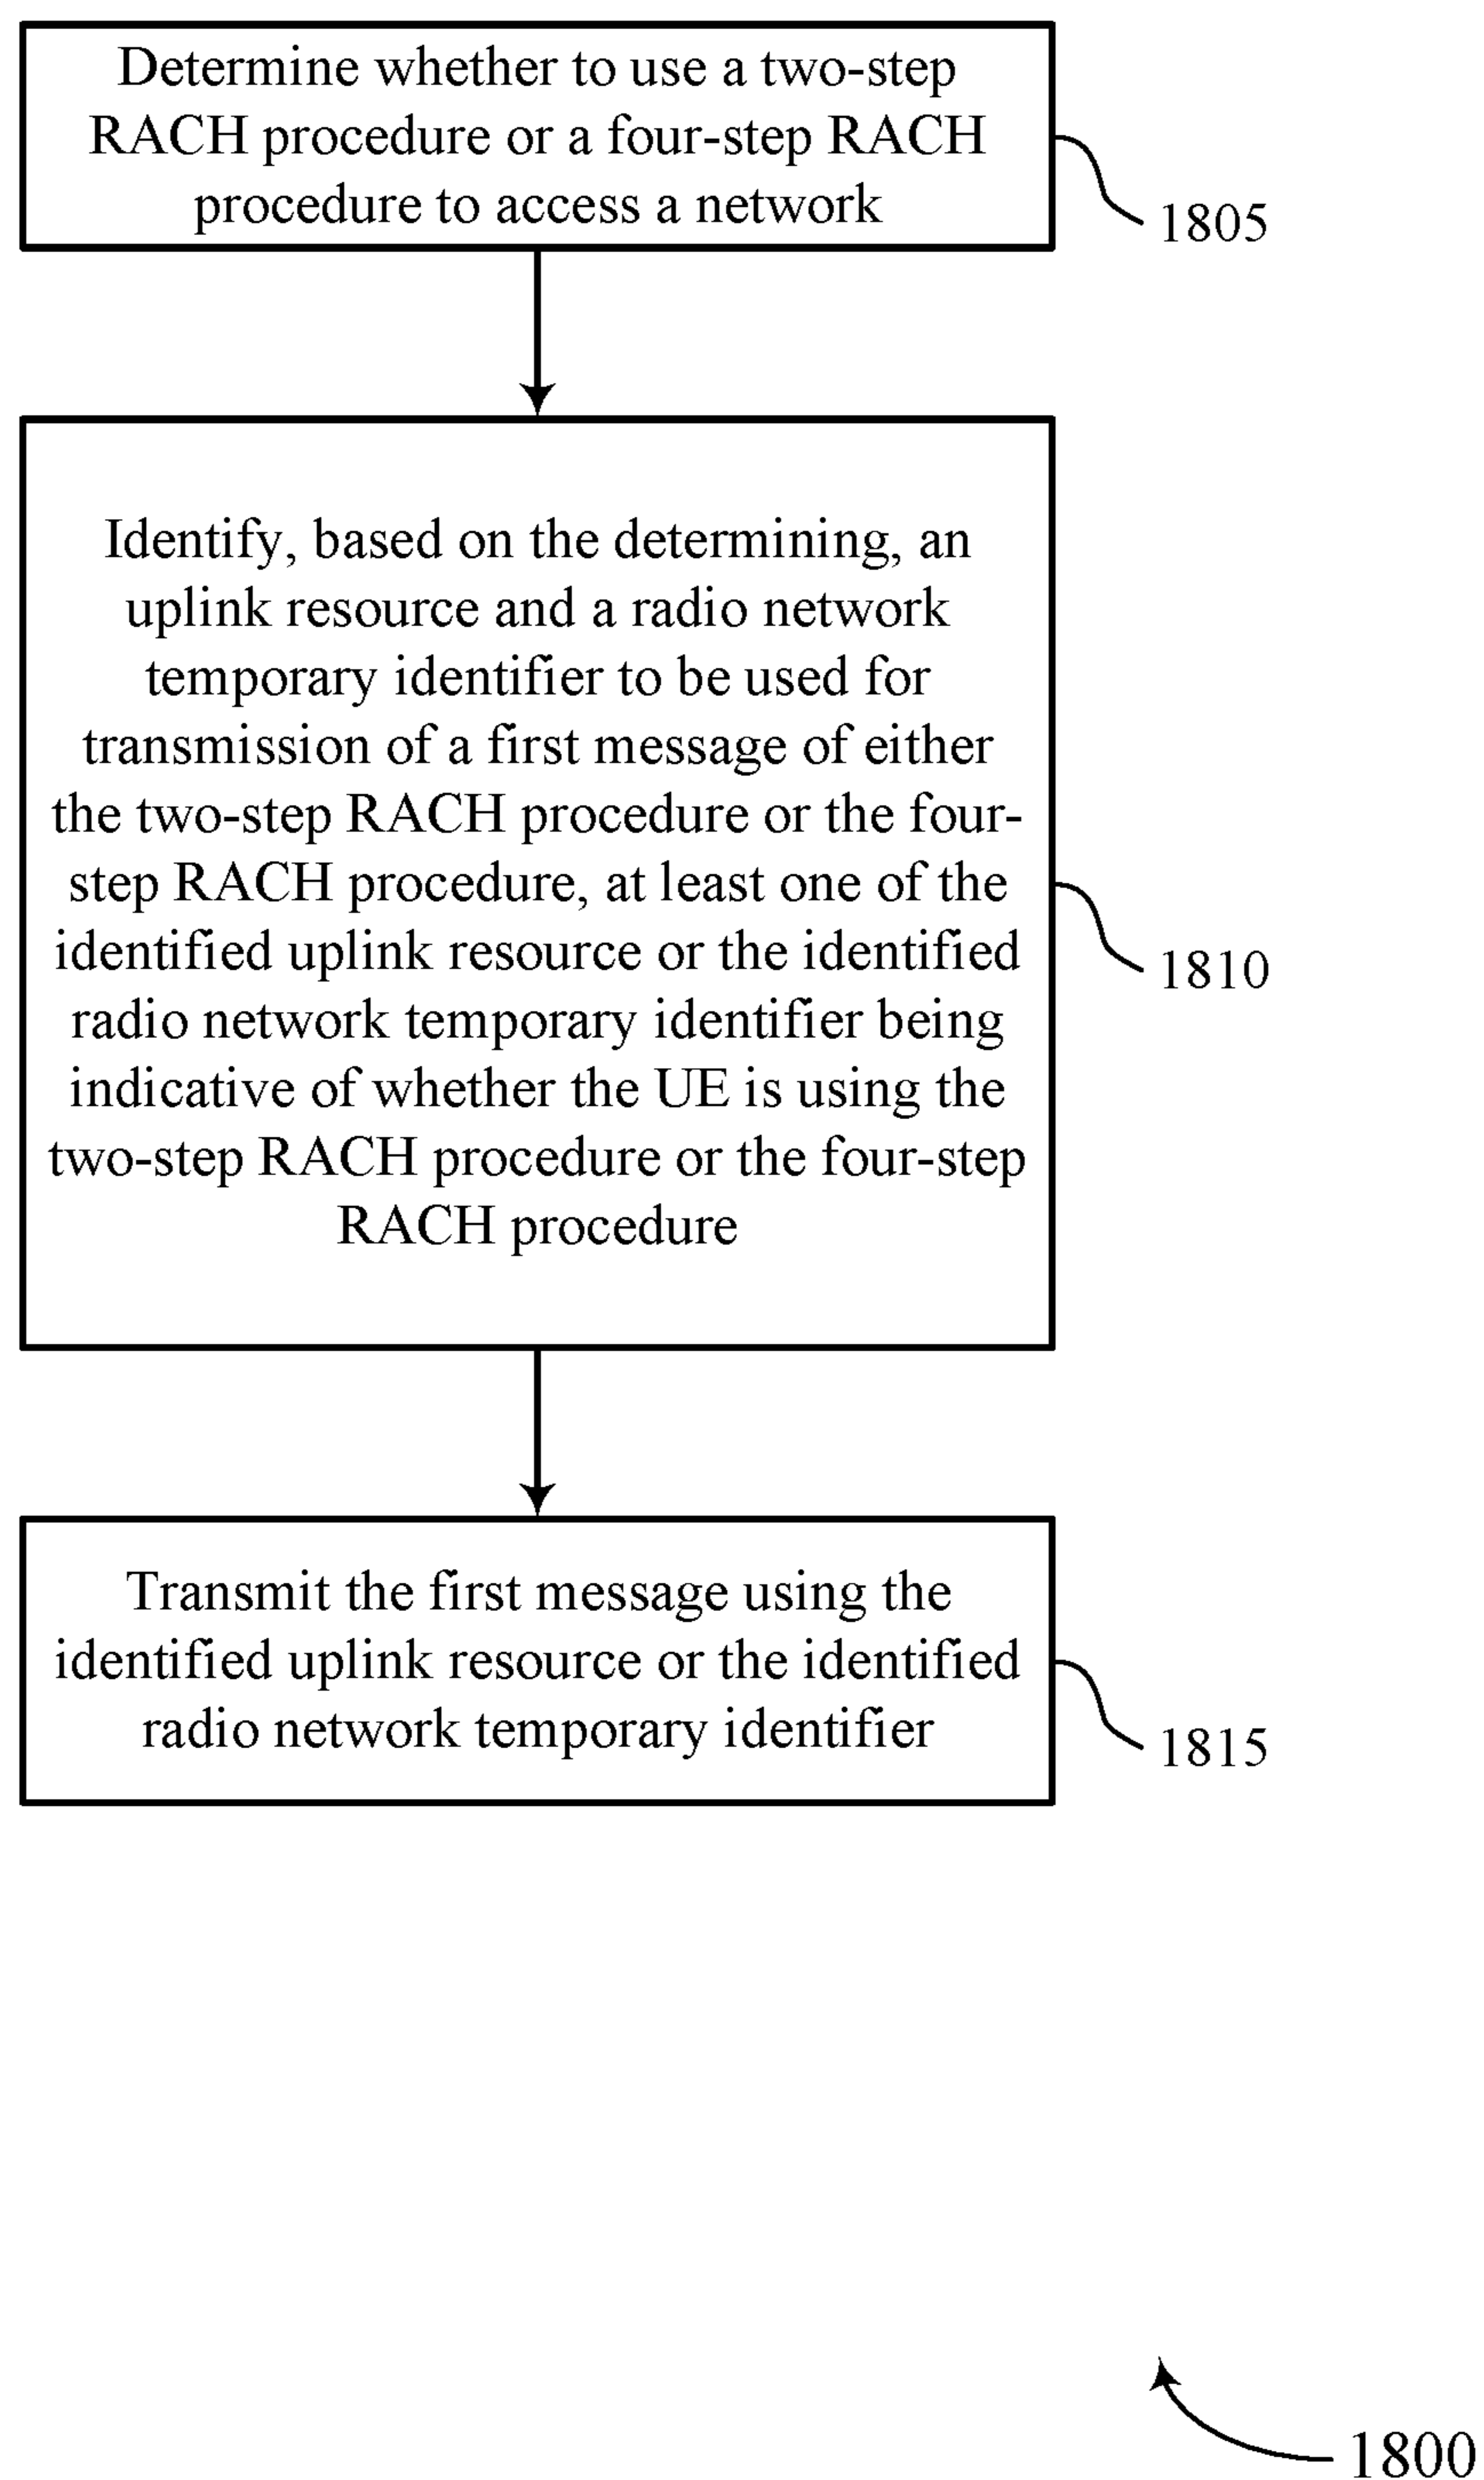 Determine whether to use a two-step
RACH procedure or a four-step RACH
procedure to access a network
1805
Identify, based on the determining, an
uplink resource and a radio network
temporary identifier to be used for
transmission of a first message of either
the two-step RACH procedure or the four-
step RACH procedure, at least one of the
identified uplink resource or the identified
radio network temporary identifier being
indicative of whether the UE is using the
two-step RACH procedure or the four-step
RACH procedure
1810
Transmit the first message using the
identified uplink resource or the identified
radio network temporary identifier
1815
1800